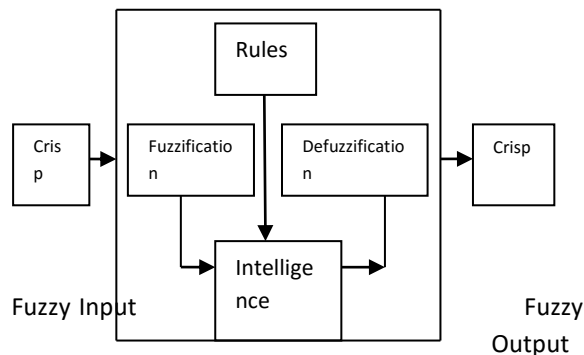 Rules
Cris
p
Fuzzificatio
n
Defuzzificatio
n
Crisp
Intellige
nce
Fuzzy Input
Fuzzy
Output